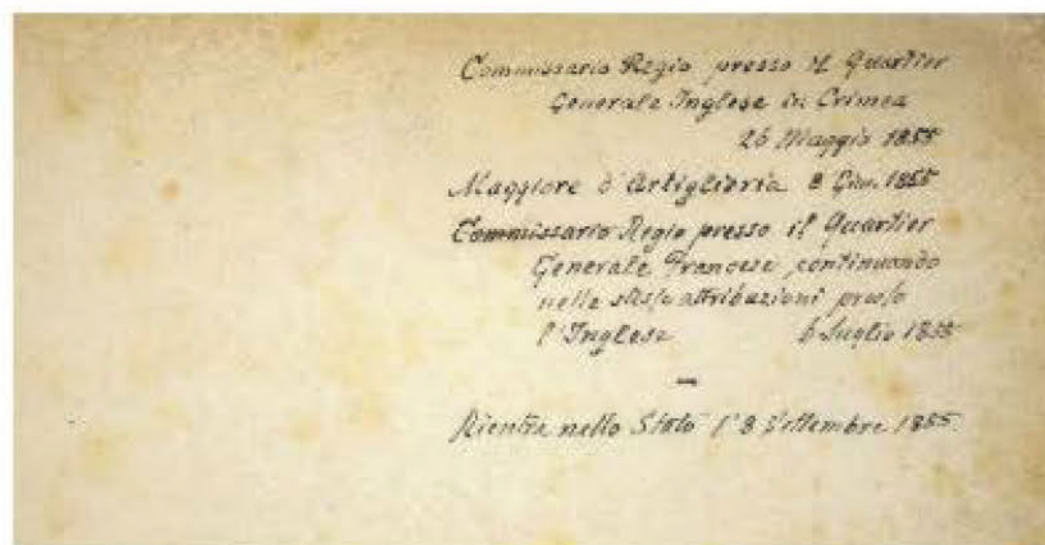 Commissario Regio presso il Quartier
Generale Inglese in Crimea
26 Maggio 1855
Maggiore d'Artiglieria 8 Giu. 1855
Commissario Regio presso il Quartier
Generale Francese, continuando
nelle stesse attribuzioni presso
l'Inglese 6 Luglio 1855
—
Rientra nello Stato l'8 Settembre 1855.